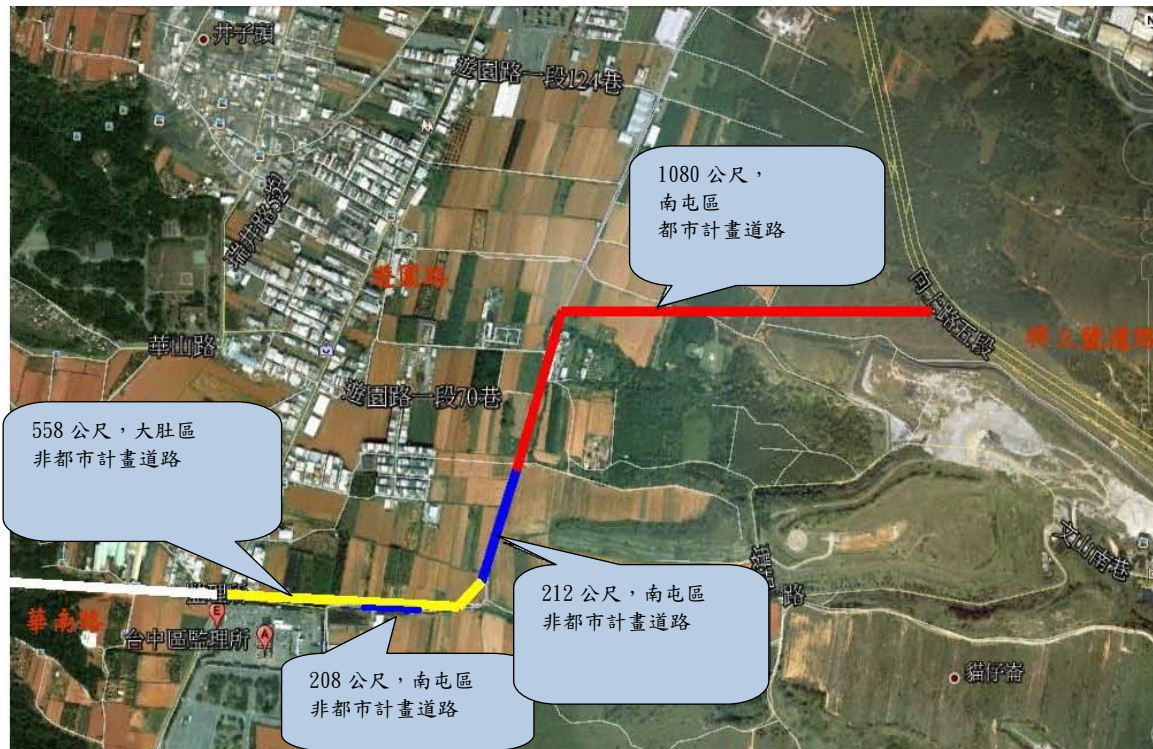 井子頭
遊園路一段124巷
1080 公尺，
南屯區
都市計畫道路
遊園路
向上路五段
特三號道路
華山路
遊園路一段70巷
558 公尺，大肚區
非都市計畫道路
文山南巷
監理所
212 公尺，南屯區
非都市計畫道路
華南路
E
台中區監理所
A
208 公尺，南屯區
非都市計畫道路
貓仔崙
N